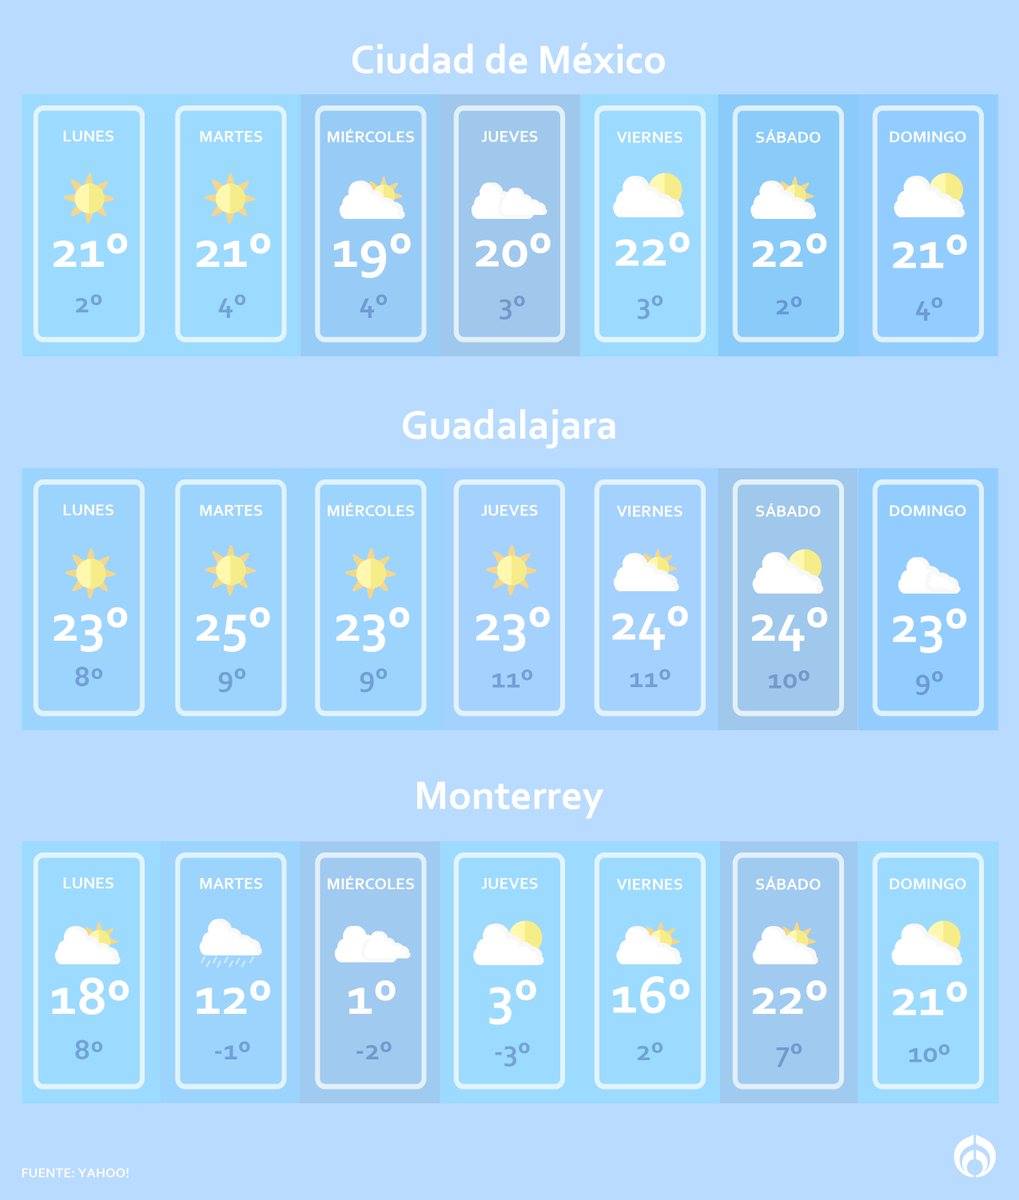 Ciudad de México
LUNES MARTES MIÉRCOLES JUEVES VIERNES SÁBADO DOMINGO
21º 21º 19º 20º 22º 22º 21º
2º 4º 4º 3º 3º 2º 4º
Guadalajara
LUNES MARTES MIÉRCOLES JUEVES VIERNES SÁBADO DOMINGO
23º 25º 23º 23º 24º 24º 23º
8º 9º 9º 11º 11º 10º 9º
Monterrey
LUNES MARTES MIÉRCOLES JUEVES VIERNES SÁBADO DOMINGO
18º 12º 1º 3º 16º 22º 21º
8º -1º -2º -3º 2º 7º 10º
FUENTE: YAHOO!